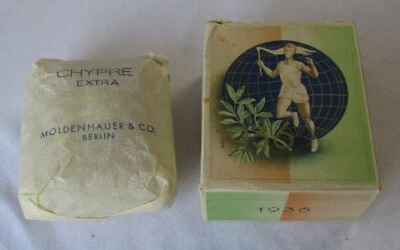 CHYPRE
EXTRA
MOLDENHAUER & CO.
BERLIN
1936